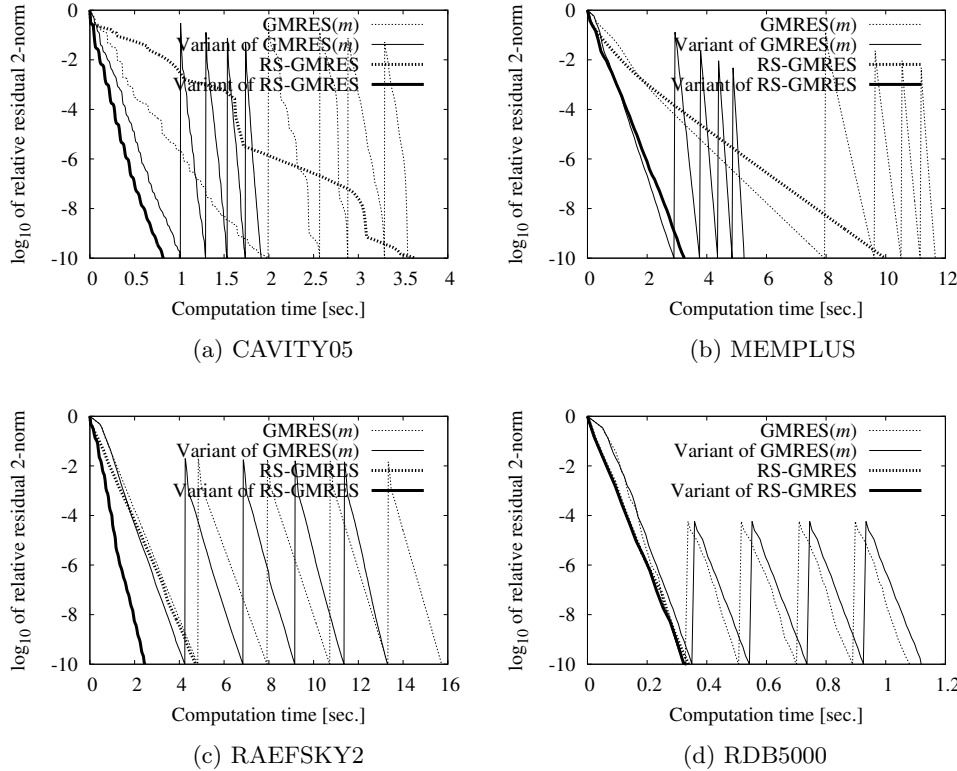 0
-2
-4
-6
-8
-10
log10 of relative residual 2-norm
GMRES(m)
Variant of GMRES(m)
RS-GMRES
Variant of RS-GMRES
0 0.5 1 1.5 2 2.5 3 3.5 4
Computation time [sec.]
(a) CAVITY05
0
-2
-4
-6
-8
-10
log10 of relative residual 2-norm
GMRES(m)
Variant of GMRES(m)
RS-GMRES
Variant of RS-GMRES
0 2 4 6 8 10 12
Computation time [sec.]
(b) MEMPLUS
0
-2
-4
-6
-8
-10
log10 of relative residual 2-norm
GMRES(m)
Variant of GMRES(m)
RS-GMRES
Variant of RS-GMRES
0 2 4 6 8 10 12 14 16
Computation time [sec.]
(c) RAEFSKY2
0
-2
-4
-6
-8
-10
log10 of relative residual 2-norm
GMRES(m)
Variant of GMRES(m)
RS-GMRES
Variant of RS-GMRES
0 0.2 0.4 0.6 0.8 1 1.2
Computation time [sec.]
(d) RDB5000